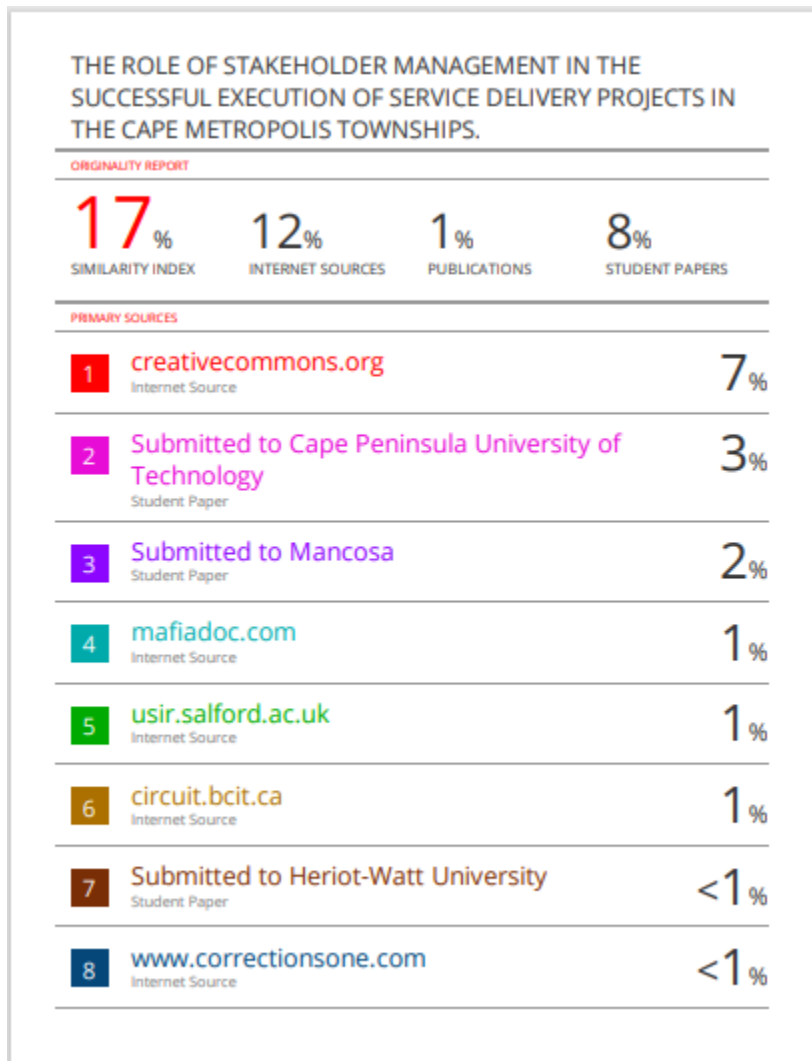 THE ROLE OF STAKEHOLDER MANAGEMENT IN THE
SUCCESSFUL EXECUTION OF SERVICE DELIVERY PROJECTS IN
THE CAPE METROPOLIS TOWNSHIPS.
ORIGINALITY REPORT
17% 12% 1% 8%
SIMILARITY INDEX INTERNET SOURCES PUBLICATIONS STUDENT PAPERS
PRIMARY SOURCES
1 creativecommons.org 7%
Internet Source
2 Submitted to Cape Peninsula University of 3%
Technology
Student Paper
3 Submitted to Mancosa 2%
Student Paper
4 mafiadoc.com 1%
Internet Source
5 usir.salford.ac.uk 1%
Internet Source
6 circuit.bcit.ca 1%
Internet Source
7 Submitted to Heriot-Watt University <1%
Student Paper
8 www.correctionsone.com <1%
Internet Source